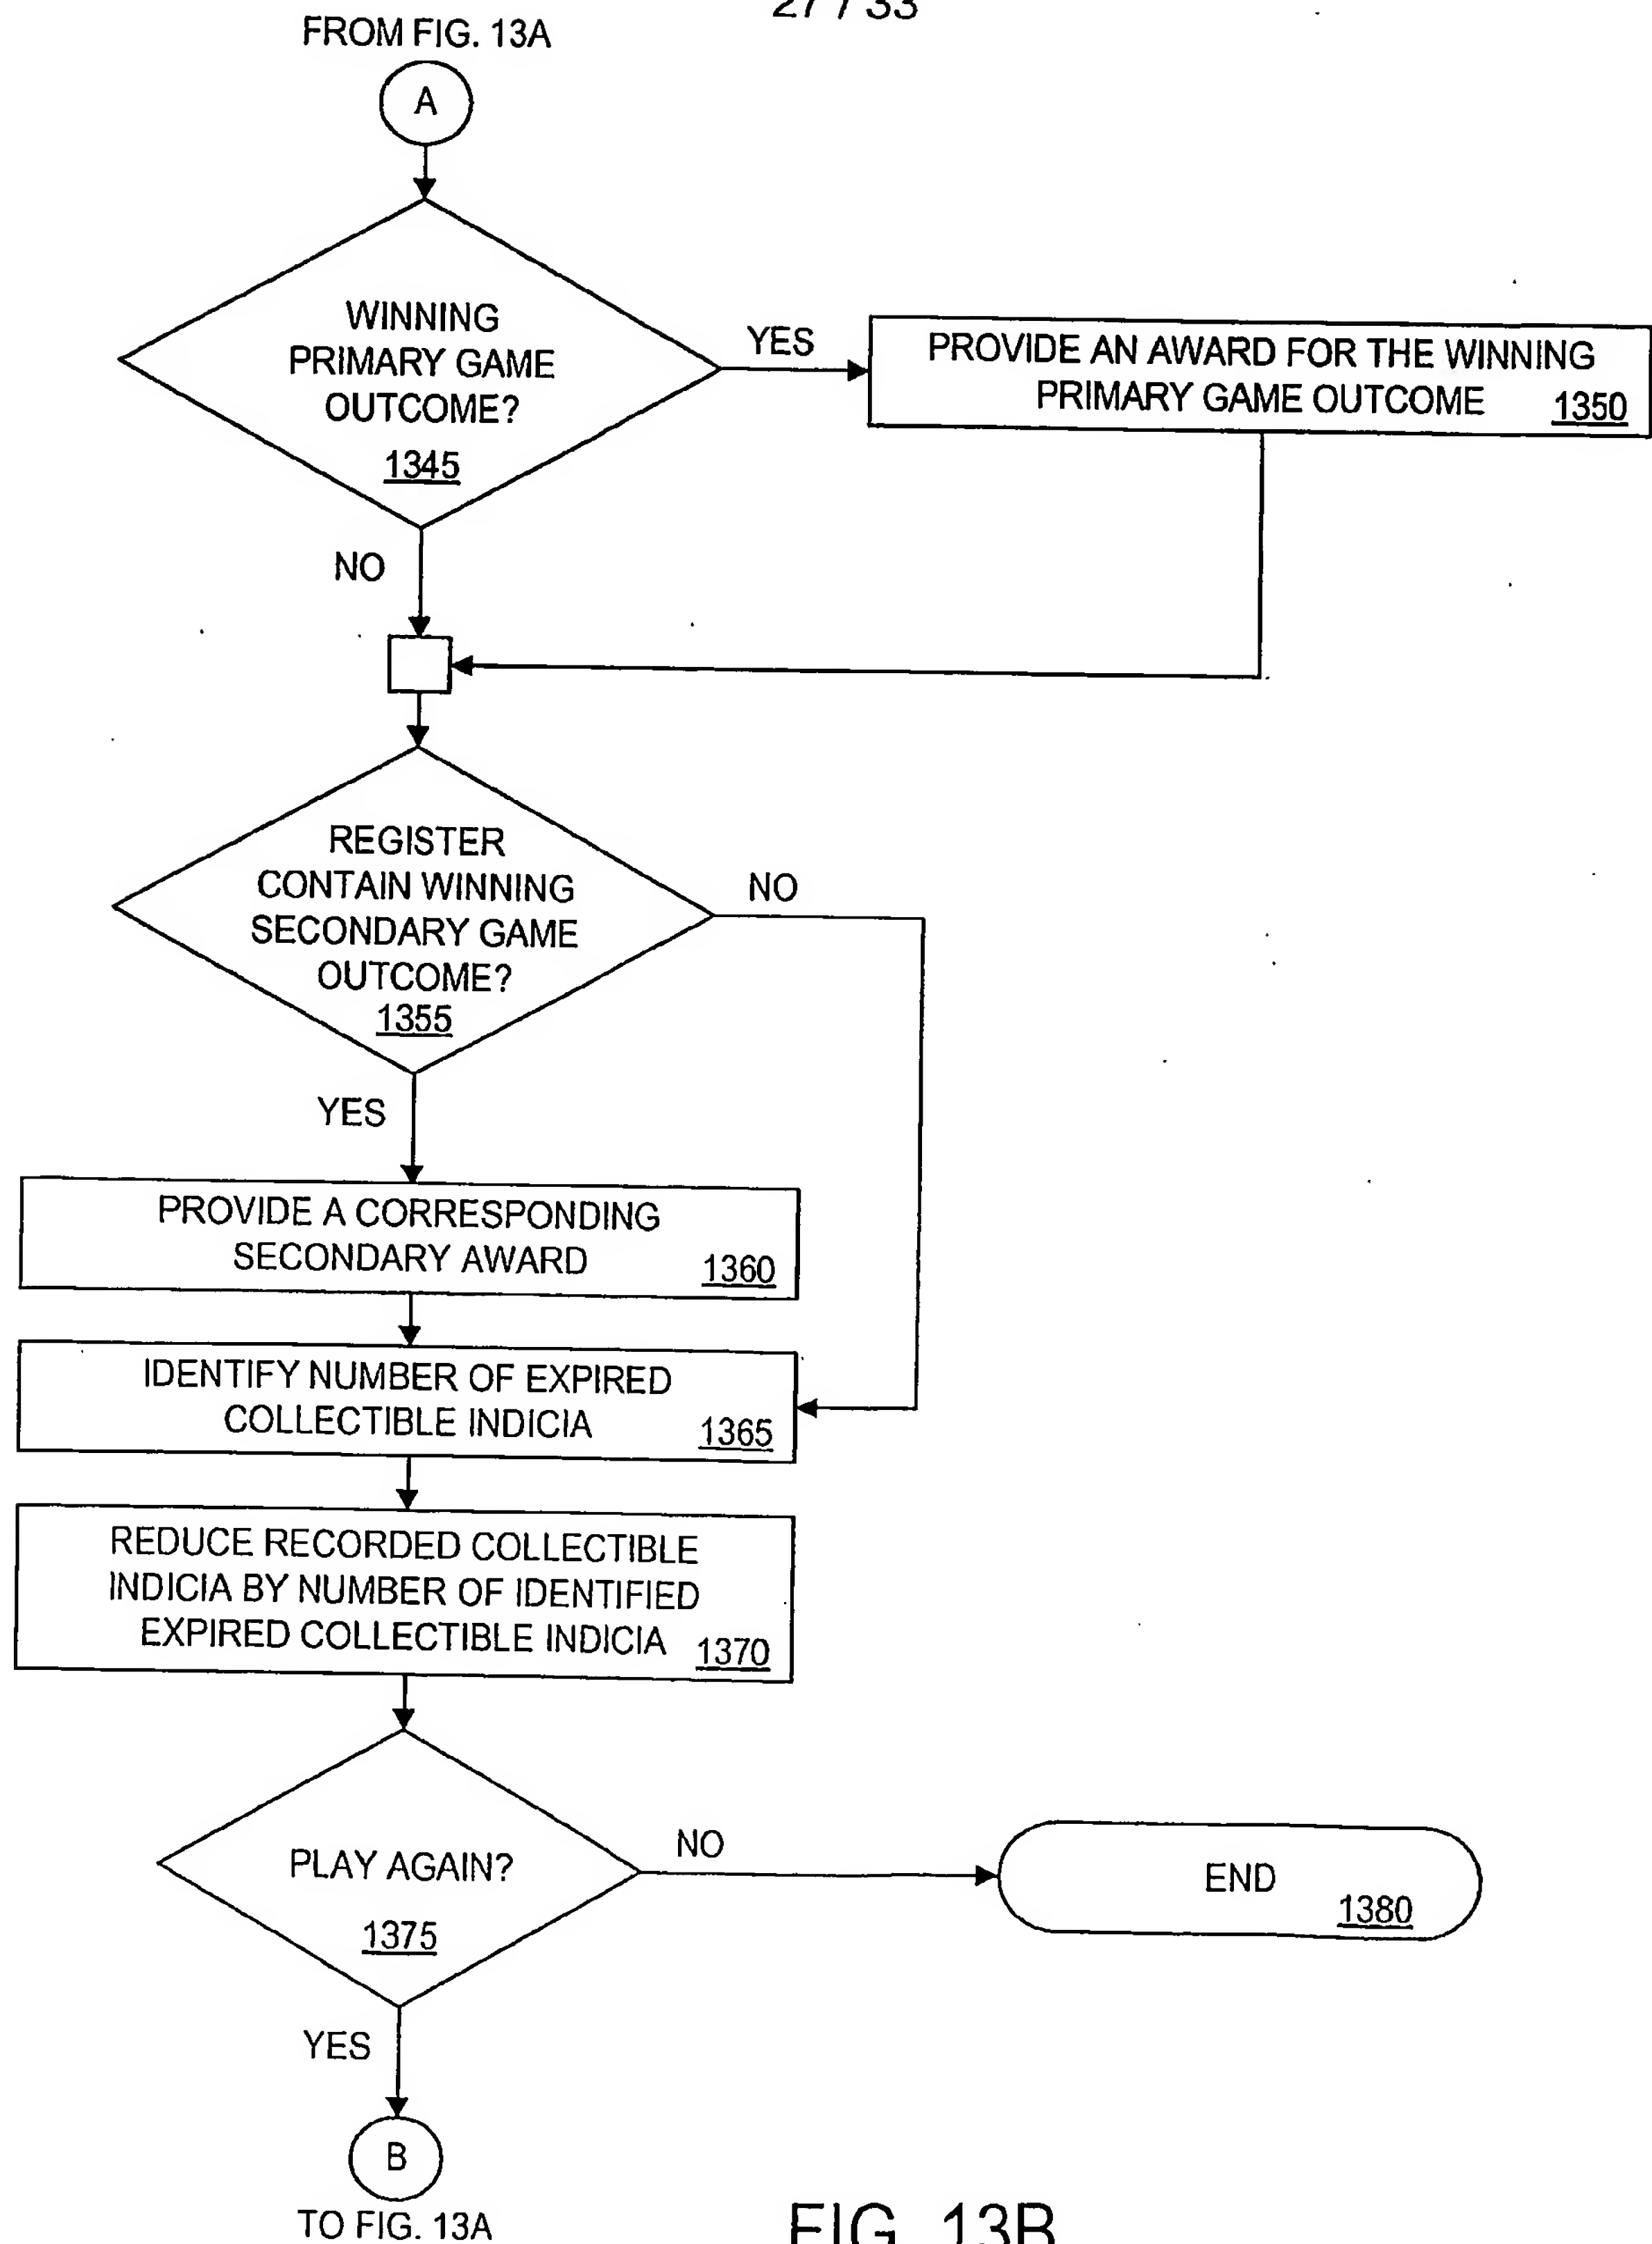 27 / 33
FROM FIG. 13A
A
WINNING
PRIMARY GAME
OUTCOME?
1345
YES
PROVIDE AN AWARD FOR THE WINNING
PRIMARY GAME OUTCOME 1350
NO
REGISTER
CONTAIN WINNING
SECONDARY GAME
OUTCOME?
1355
NO
YES
PROVIDE A CORRESPONDING
SECONDARY AWARD 1360
IDENTIFY NUMBER OF EXPIRED
COLLECTIBLE INDICIA 1365
REDUCE RECORDED COLLECTIBLE
INDICIA BY NUMBER OF IDENTIFIED
EXPIRED COLLECTIBLE INDICIA 1370
PLAY AGAIN?
1375
NO
END
1380
YES
B
TO FIG. 13A
FIG. 13B